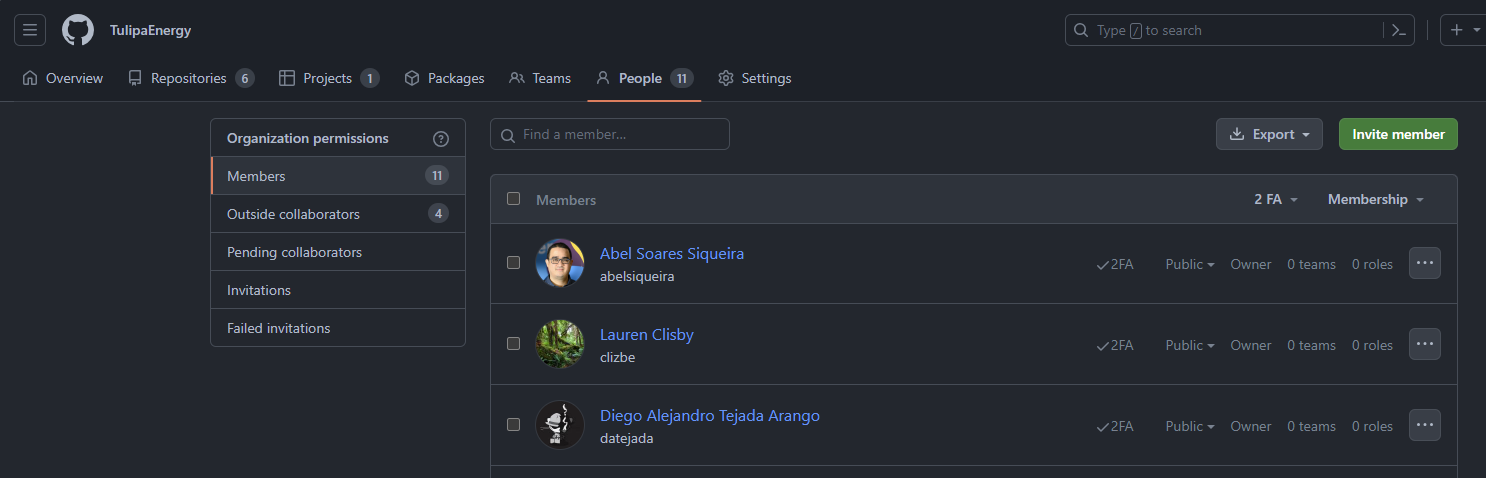 TulipaEnergy
Type / to search
Overview Repositories 6 Projects 1 Packages Teams People 11 Settings
Organization permissions
Members 11
Outside collaborators 4
Pending collaborators
Invitations
Failed invitations
Find a member...
Export
Invite member
Members 2 FA Membership
Abel Soares Siqueira
abelsiqueira
2FA Public Owner 0 teams 0 roles
Lauren Clisby
clizbe
2FA Public Owner 0 teams 0 roles
Diego Alejandro Tejada Arango
datejada
2FA Public Owner 0 teams 0 roles